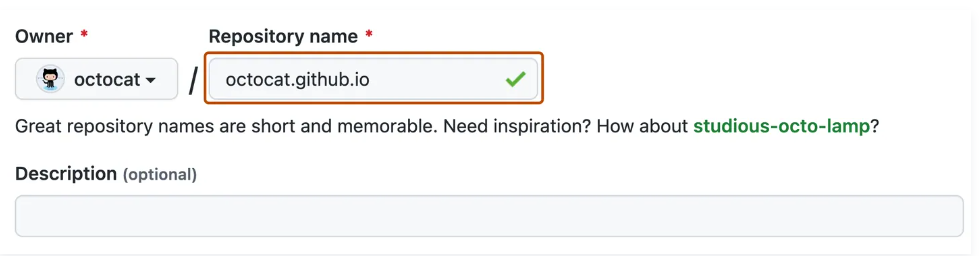 Owner * Repository name *
octocat / octocat.github.io
Great repository names are short and memorable. Need inspiration? How about studious-octo-lamp?
Description (optional)